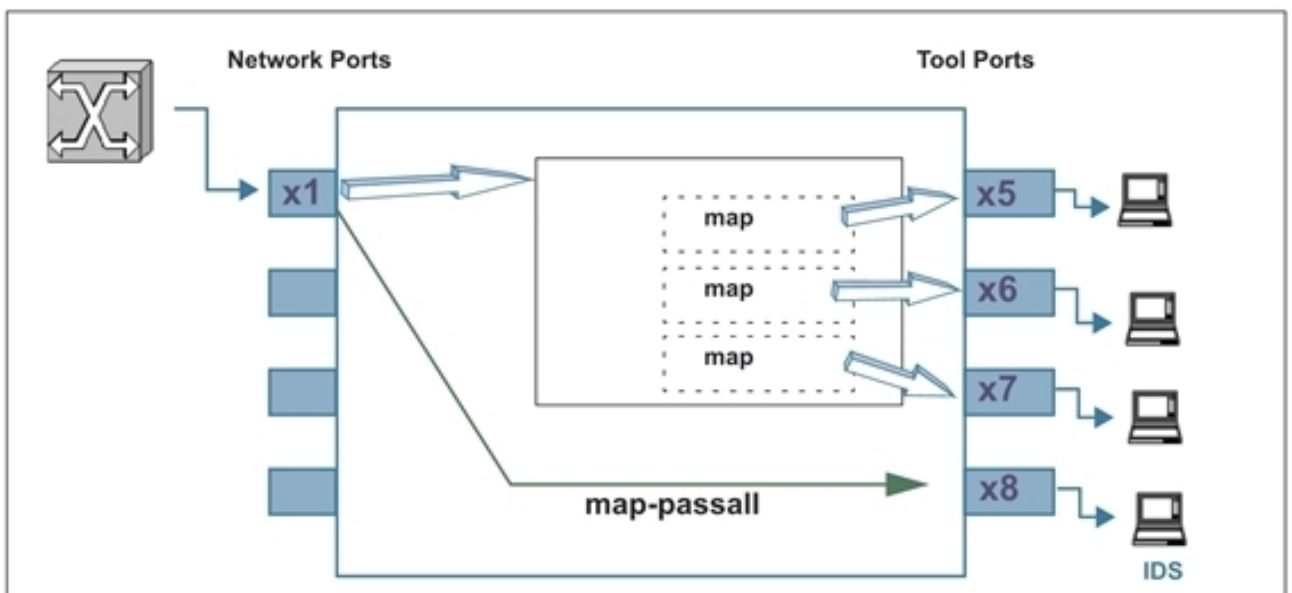 Network Ports
Tool Ports
x1
map
x5
map
x6
map
x7
map-passall
x8
IDS